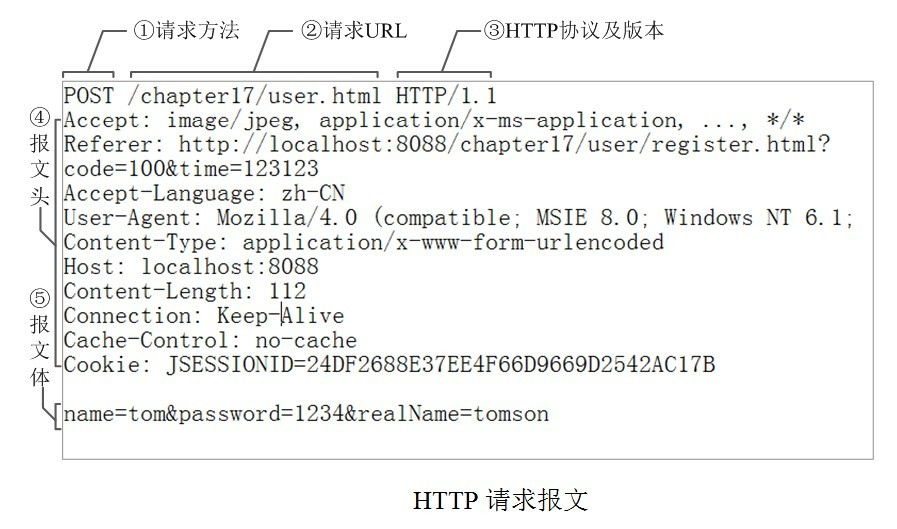 ①请求方法 ②请求URL ③HTTP协议及版本
POST /chapter17/user.html HTTP/1.1
④报文头
Accept: image/jpeg, application/x-ms-application, ..., */*
Referer: http://localhost:8088/chapter17/user/register.html?
code=100&time=123123
Accept-Language: zh-CN
User-Agent: Mozilla/4.0 (compatible; MSIE 8.0; Windows NT 6.1;
Content-Type: application/x-www-form-urlencoded
Host: localhost:8088
Content-Length: 112
Connection: Keep-Alive
Cache-Control: no-cache
Cookie: JSESSIONID=24DF2688E37EE4F66D9669D2542AC17B
⑤报文体
name=tom&password=1234&realName=tomson
HTTP 请求报文